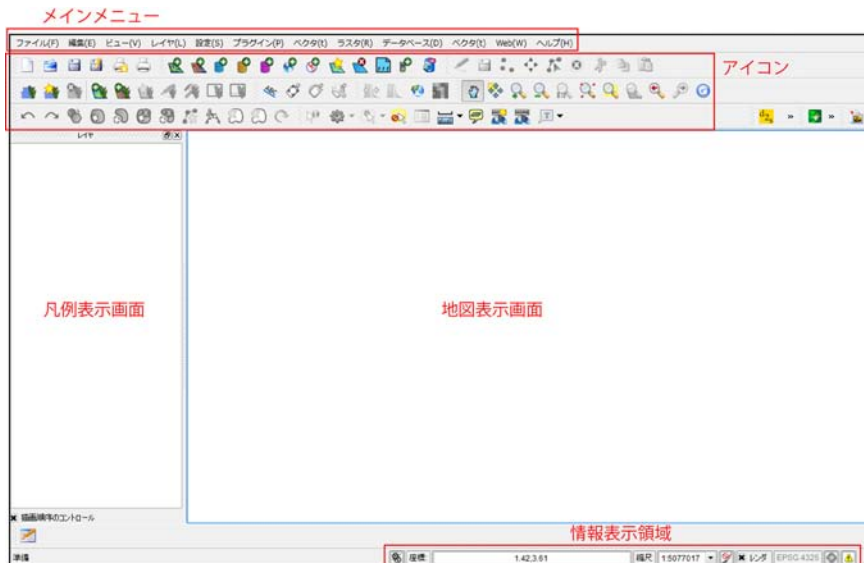 メインメニュー
ファイル(F) 編集(E) ビュー(V) レイヤ(L) 設定(S) プラグイン(P) ベクタ(t) ラスタ(R) データベース(D) ベクタ(t) Web(W) ヘルプ(H)
アイコン
レイヤ
凡例表示画面
地図表示画面
描画順序のコントロール
情報表示領域
準備
座標: 1.42,3.61 縮尺 1:5077017 レンダ EPSG:4326